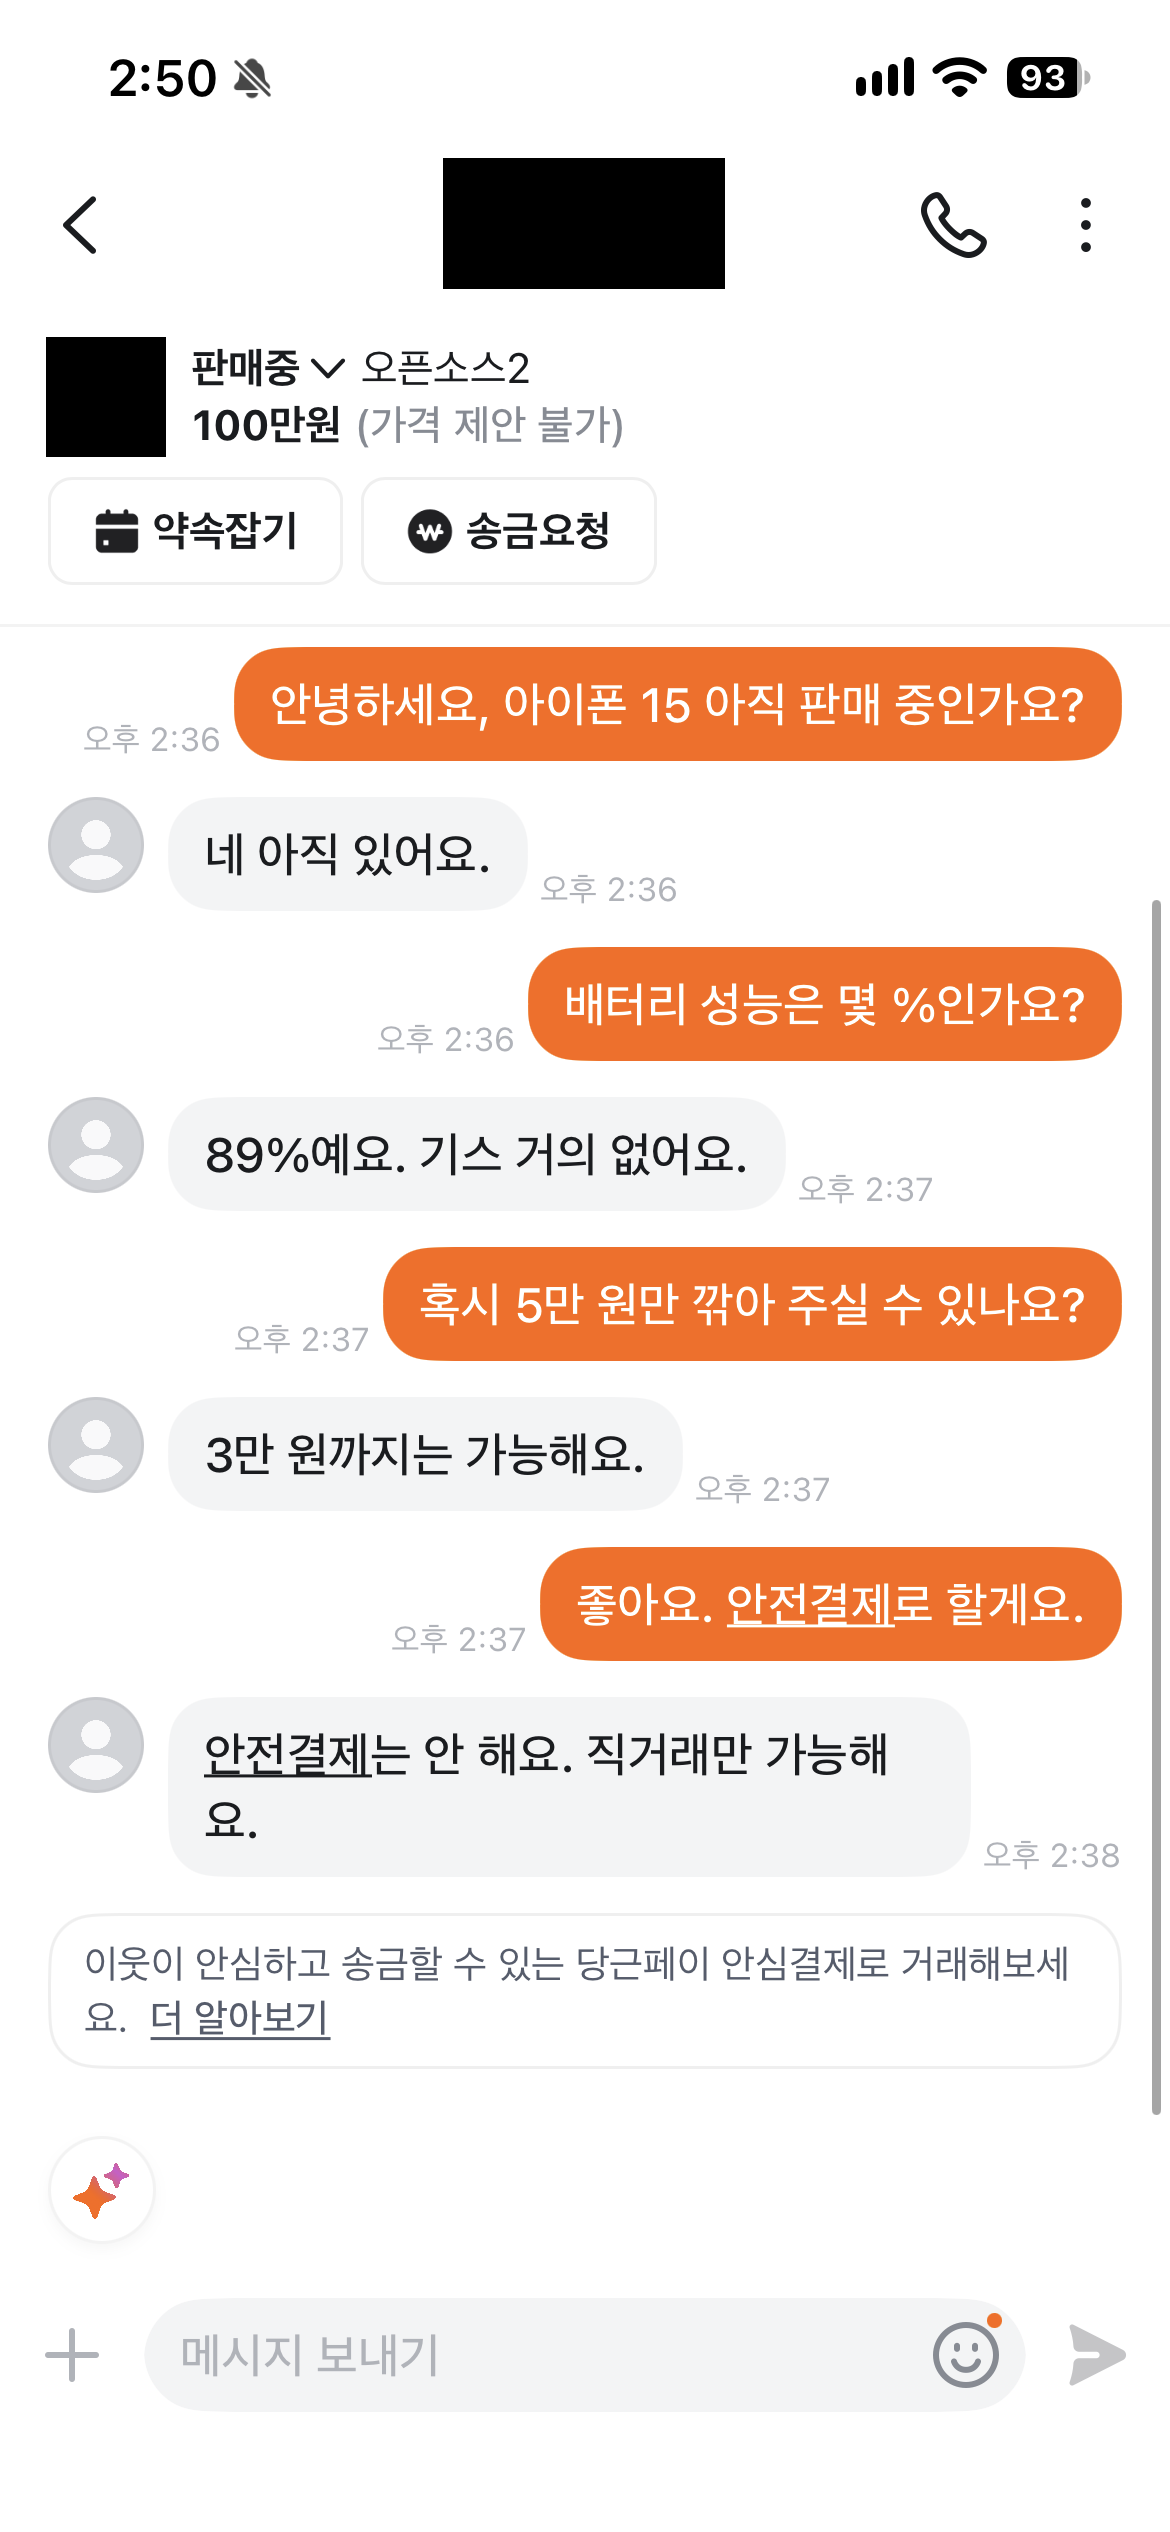 2:50
93
판매중 오픈소스2
100만원 (가격 제안 불가)
약속잡기 송금요청
안녕하세요, 아이폰 15 아직 판매 중인가요?
오후 2:36
네 아직 있어요.
오후 2:36
배터리 성능은 몇 %인가요?
오후 2:36
89%예요. 기스 거의 없어요.
오후 2:37
혹시 5만 원만 깎아 주실 수 있나요?
오후 2:37
3만 원까지는 가능해요.
오후 2:37
좋아요. 안전결제로 할게요.
오후 2:37
안전결제는 안 해요. 직거래만 가능해
요.
오후 2:38
이웃이 안심하고 송금할 수 있는 당근페이 안심결제로 거래해보세
요. 더 알아보기
메시지 보내기